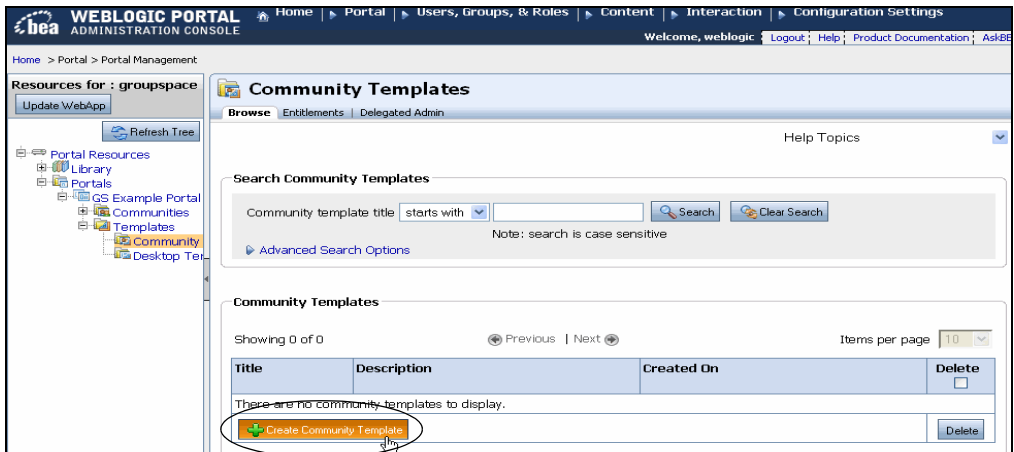 bea WEBLOGIC PORTAL
ADMINISTRATION CONSOLE
Home | Portal | Users, Groups, & Roles | Content | Interaction | Configuration Settings
Welcome, weblogic Logout Help Product Documentation AskBE
Home > Portal > Portal Management
Resources for : groupspace
Update WebApp
Refresh Tree
Portal Resources
Library
Portals
GS Example Portal
Communities
Templates
Community
Desktop Ter
Community Templates
Browse Entitlements | Delegated Admin
Help Topics
Search Community Templates
Community template title starts with Search Clear Search
Note: search is case sensitive
Advanced Search Options
Community Templates
Showing 0 of 0 Previous | Next Items per page 10
Title Description Created On Delete
There are no community templates to display.
Create Community Template Delete